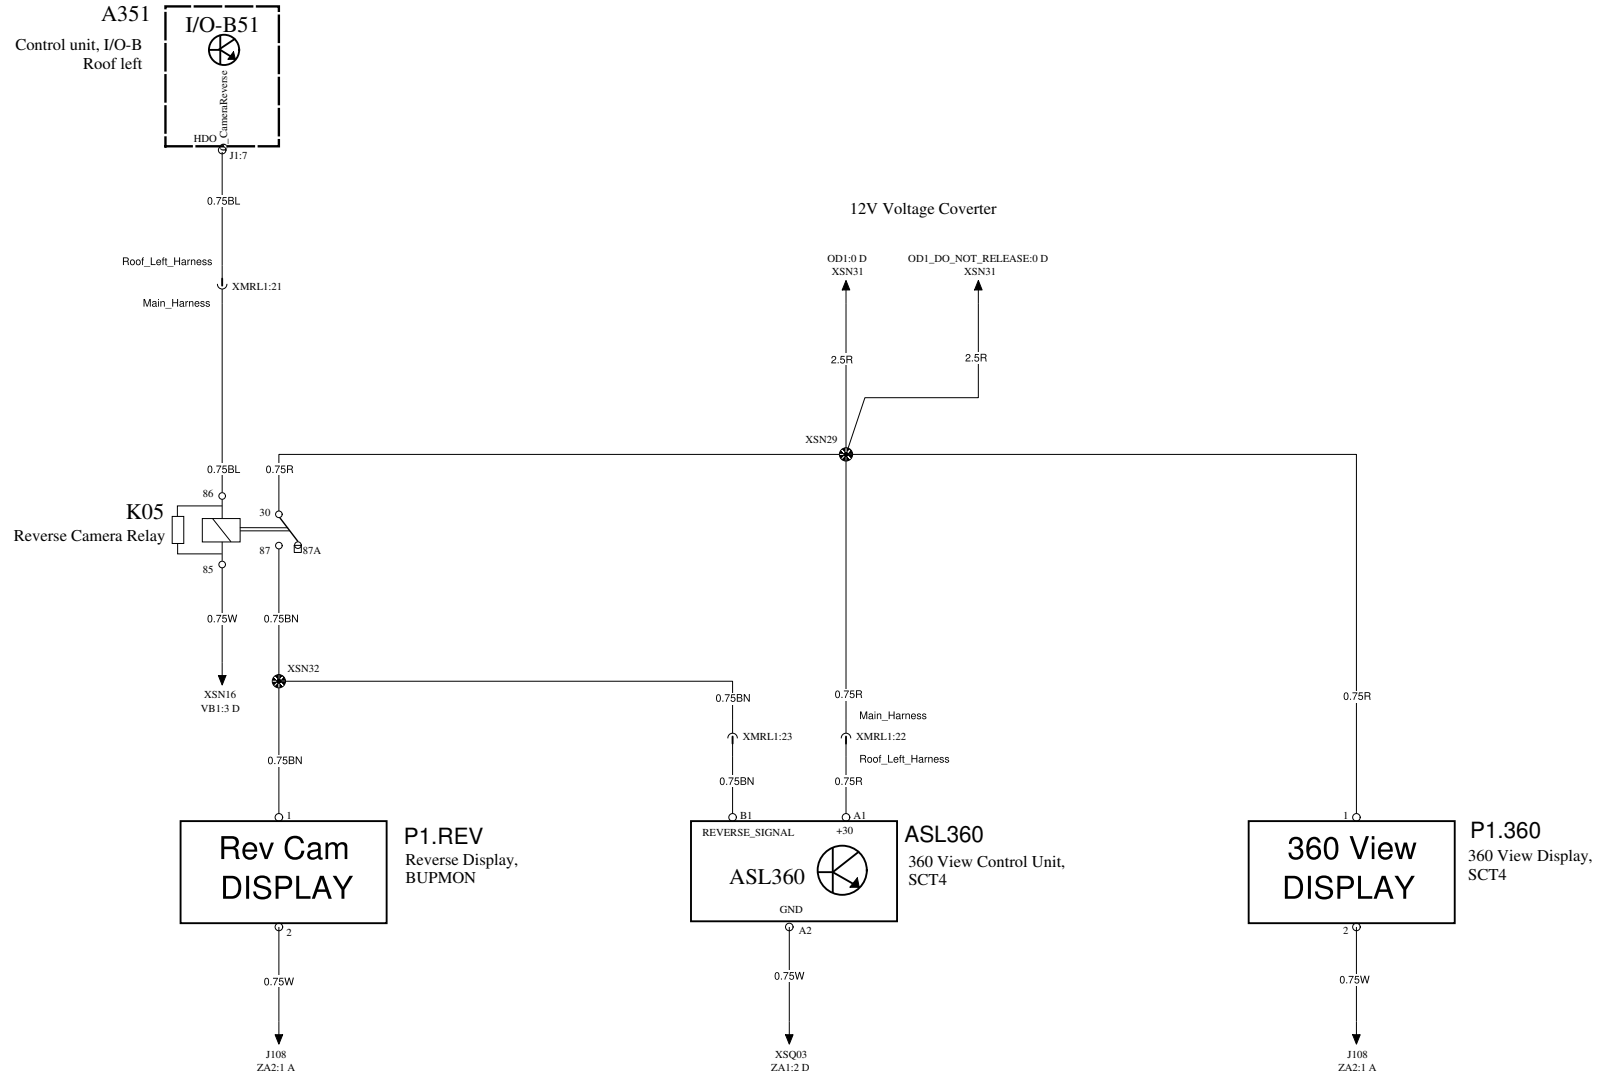 A351
I/O-B51
Control unit, I/O-B
Roof left
_CameraReverse
HDO
J1:7
0.75BL
12V Voltage Coverter
Roof_Left_Harness
OD1:0 D
OD1_DO_NOT_RELEASE:0 D
XSN31
XSN31
XMRL1:21
Main_Harness
2.5R
2.5R
XSN29
0.75BL
0.75R
86
K05
30
Reverse Camera Relay
87
87A
85
0.75W
0.75BN
XSN32
XSN16
VB1:3 D
0.75BN
0.75R
0.75R
Main_Harness
XMRL1:23
XMRL1:22
0.75BN
Roof_Left_Harness
0.75BN
0.75R
1
B1
A1
1
Rev Cam
DISPLAY
P1.REV
Reverse Display,
BUPMON
REVERSE_SIGNAL
+30
ASL360
GND
ASL360
360 View Control Unit,
SCT4
360 View
DISPLAY
P1.360
360 View Display,
SCT4
2
A2
2
0.75W
0.75W
0.75W
J108
ZA2:1 A
XSQ03
ZA1:2 D
J108
ZA2:1 A